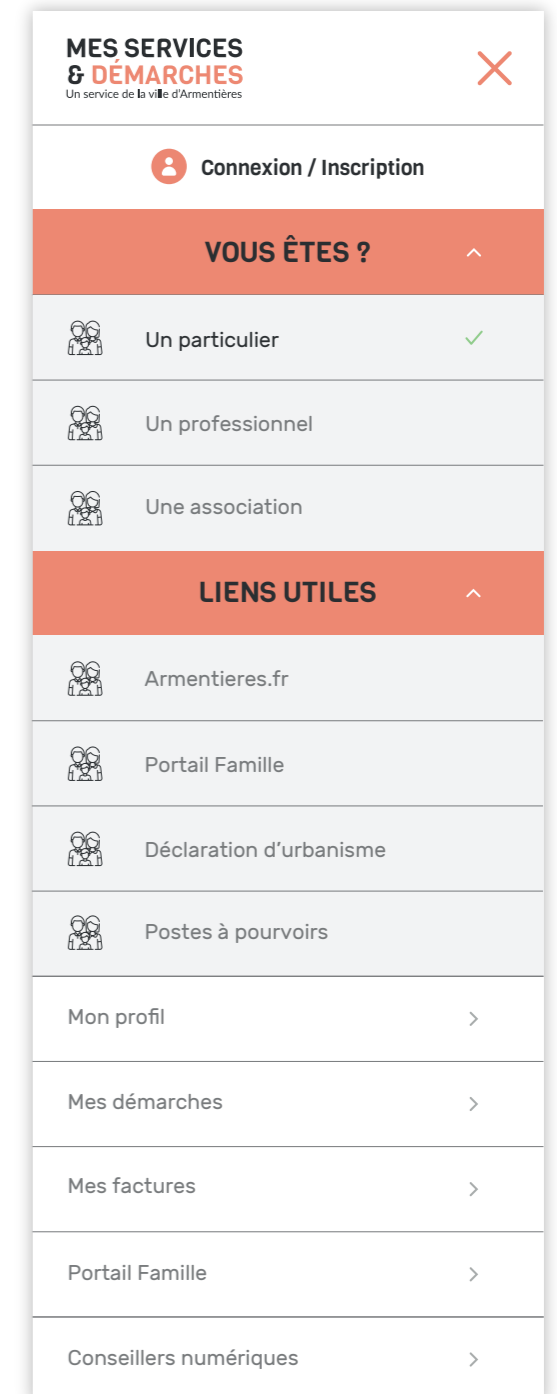 MES SERVICES
& DÉMARCHES
Un service de la ville d'Armentières
Connexion / Inscription
VOUS ÊTES ?
Un particulier
Un professionnel
Une association
LIENS UTILES
Armentieres.fr
Portail Famille
Déclaration d'urbanisme
Postes à pourvoirs
Mon profil
Mes démarches
Mes factures
Portail Famille
Conseillers numériques